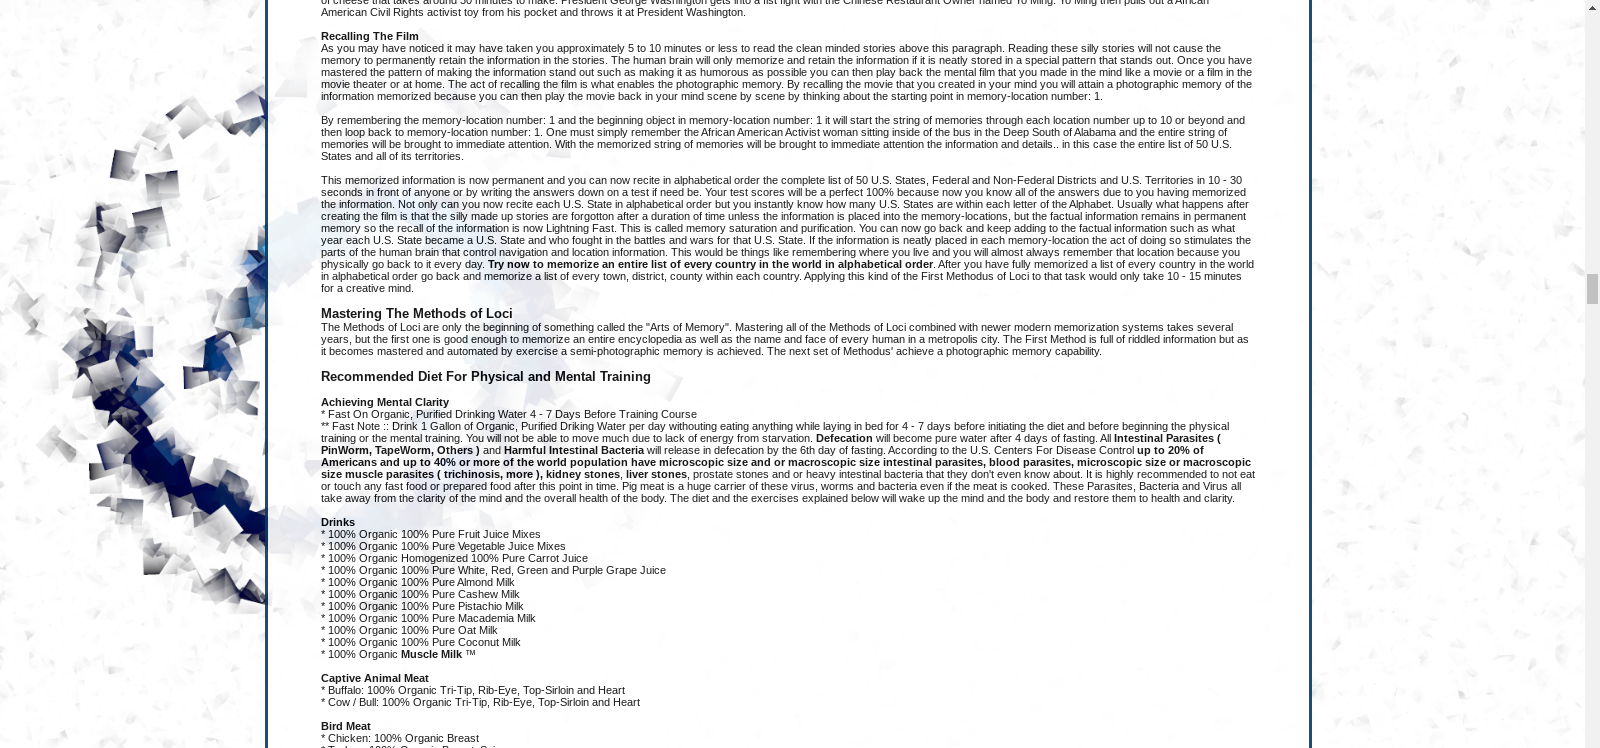 of cheese that takes around 30 minutes to make. President George Washington gets into a fist fight with the Chinese Restaurant Owner named Yo Ming. Yo Ming then pulls out a African
American Civil Rights activist toy from his pocket and throws it at President Washington.
Recalling The Film
As you may have noticed it may have taken you approximately 5 to 10 minutes or less to read the clean minded stories above this paragraph. Reading these silly stories will not cause the
memory to permanently retain the information in the stories. The human brain will only memorize and retain the information if it is neatly stored in a special pattern that stands out. Once you have
mastered the pattern of making the information stand out such as making it as humorous as possible you can then play back the mental film that you made in the mind like a movie or a film in the
movie theater or at home. The act of recalling the film is what enables the photographic memory. By recalling the movie that you created in your mind you will attain a photographic memory of the
information memorized because you can then play the movie back in your mind scene by scene by thinking about the starting point in memory-location number: 1.
By remembering the memory-location number: 1 and the beginning object in memory-location number: 1 it will start the string of memories through each location number up to 10 or beyond and
then loop back to memory-location number: 1. One must simply remember the African American Activist woman sitting inside of the bus in the Deep South of Alabama and the entire string of
memories will be brought to immediate attention. With the memorized string of memories will be brought to immediate attention the information and details.. in this case the entire list of 50 U.S.
States and all of its territories.
This memorized information is now permanent and you can now recite in alphabetical order the complete list of 50 U.S. States, Federal and Non-Federal Districts and U.S. Territories in 10 - 30
seconds in front of anyone or by writing the answers down on a test if need be. Your test scores will be a perfect 100% because now you know all of the answers due to you having memorized
the information. Not only can you now recite each U.S. State in alphabetical order but you instantly know how many U.S. States are within each letter of the Alphabet. Usually what happens after
creating the film is that the silly made up stories are forgotton after a duration of time unless the information is placed into the memory-locations, but the factual information remains in permanent
memory so the recall of the information is now Lightning Fast. This is called memory saturation and purification. You can now go back and keep adding to the factual information such as what
year each U.S. State became a U.S. State and who fought in the battles and wars for that U.S. State. If the information is neatly placed in each memory-location the act of doing so stimulates the
parts of the human brain that control navigation and location information. This would be things like remembering where you live and you will almost always remember that location because you
physically go back to it every day. Try now to memorize an entire list of every country in the world in alphabetical order. After you have fully memorized a list of every country in the world
in alphabetical order go back and memorize a list of every town, district, county within each country. Applying this kind of the First Methodus of Loci to that task would only take 10 - 15 minutes
for a creative mind.
Mastering The Methods of Loci
The Methods of Loci are only the beginning of something called the "Arts of Memory". Mastering all of the Methods of Loci combined with newer modern memorization systems takes several
years, but the first one is good enough to memorize an entire encyclopedia as well as the name and face of every human in a metropolis city. The First Method is full of riddled information but as
it becomes mastered and automated by exercise a semi-photographic memory is achieved. The next set of Methodus' achieve a photographic memory capability.
Recommended Diet For Physical and Mental Training
Achieving Mental Clarity
* Fast On Organic, Purified Drinking Water 4 - 7 Days Before Training Course
** Fast Note :: Drink 1 Gallon of Organic, Purified Driking Water per day withouting eating anything while laying in bed for 4 - 7 days before initiating the diet and before beginning the physical
training or the mental training. You will not be able to move much due to lack of energy from starvation. Defecation will become pure water after 4 days of fasting. All Intestinal Parasites (
PinWorm, TapeWorm, Others ) and Harmful Intestinal Bacteria will release in defecation by the 6th day of fasting. According to the U.S. Centers For Disease Control up to 20% of
Americans and up to 40% or more of the world population have microscopic size and or macroscopic size intestinal parasites, blood parasites, microscopic size or macroscopic
size muscle parasites ( trichinosis, more ), kidney stones, liver stones, prostate stones and or heavy intestinal bacteria that they don't even know about. It is highly recommended to not eat
or touch any fast food or prepared food after this point in time. Pig meat is a huge carrier of these virus, worms and bacteria even if the meat is cooked. These Parasites, Bacteria and Virus all
take away from the clarity of the mind and the overall health of the body. The diet and the exercises explained below will wake up the mind and the body and restore them to health and clarity.
Drinks
* 100% Organic 100% Pure Fruit Juice Mixes
* 100% Organic 100% Pure Vegetable Juice Mixes
* 100% Organic Homogenized 100% Pure Carrot Juice
* 100% Organic 100% Pure White, Red, Green and Purple Grape Juice
* 100% Organic 100% Pure Almond Milk
* 100% Organic 100% Pure Cashew Milk
* 100% Organic 100% Pure Pistachio Milk
* 100% Organic 100% Pure Macademia Milk
* 100% Organic 100% Pure Oat Milk
* 100% Organic 100% Pure Coconut Milk
* 100% Organic Muscle Milk ™
Captive Animal Meat
* Buffalo: 100% Organic Tri-Tip, Rib-Eye, Top-Sirloin and Heart
* Cow / Bull: 100% Organic Tri-Tip, Rib-Eye, Top-Sirloin and Heart
Bird Meat
* Chicken: 100% Organic Breast